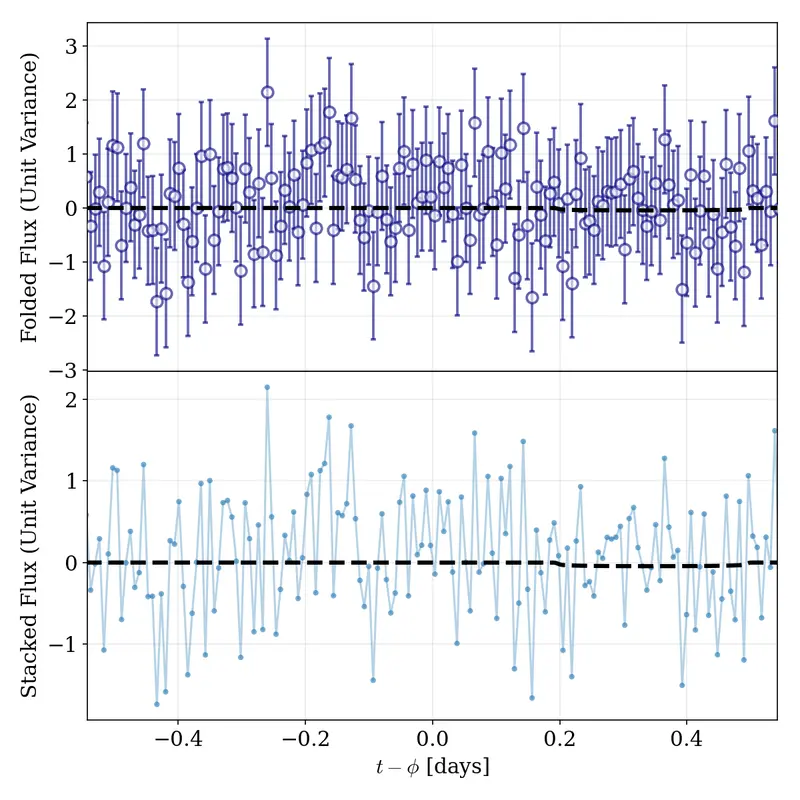 Folded Flux (Unit Variance)
3
2
1
0
−1
−2
−3
Stacked Flux (Unit Variance)
2
1
0
−1
−0.4 −0.2 0.0 0.2 0.4
t − ϕ [days]